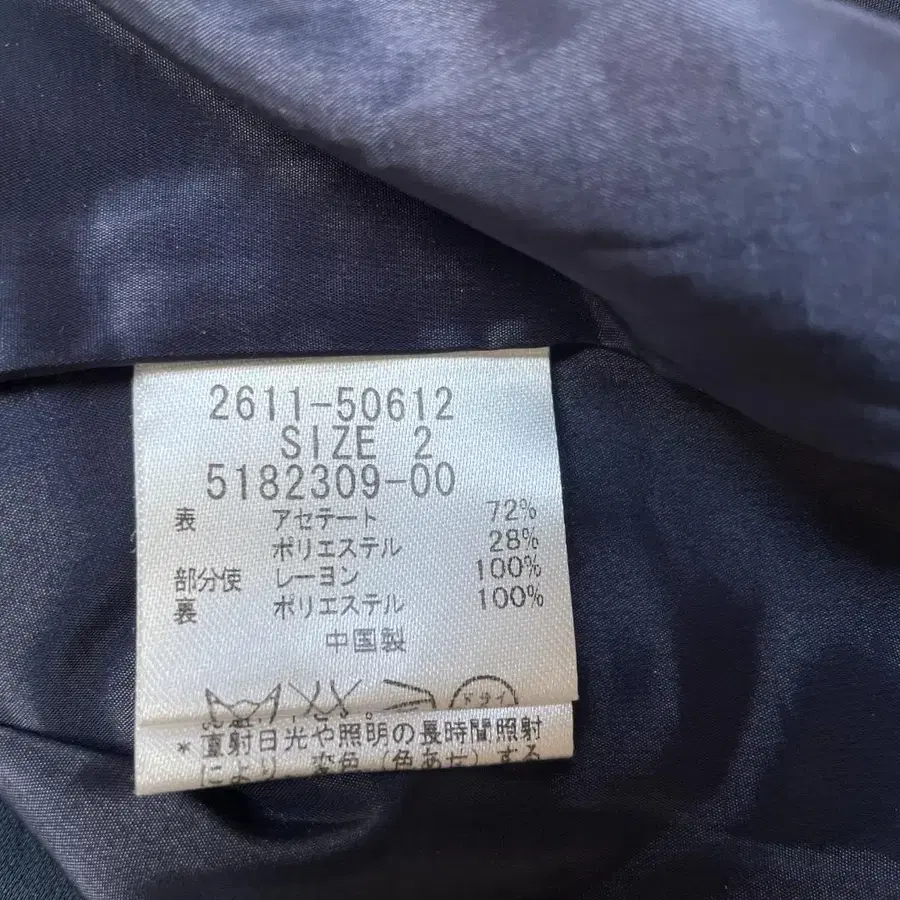 2611-50612
SIZE 2
5182309-00
表 アセテート 72%
ポリエステル 28%
部分使 レーヨン 100%
裏 ポリエステル 100%
中国製
ドライ
*直射日光や照明の長時間照射
により、変色(色あせ)する